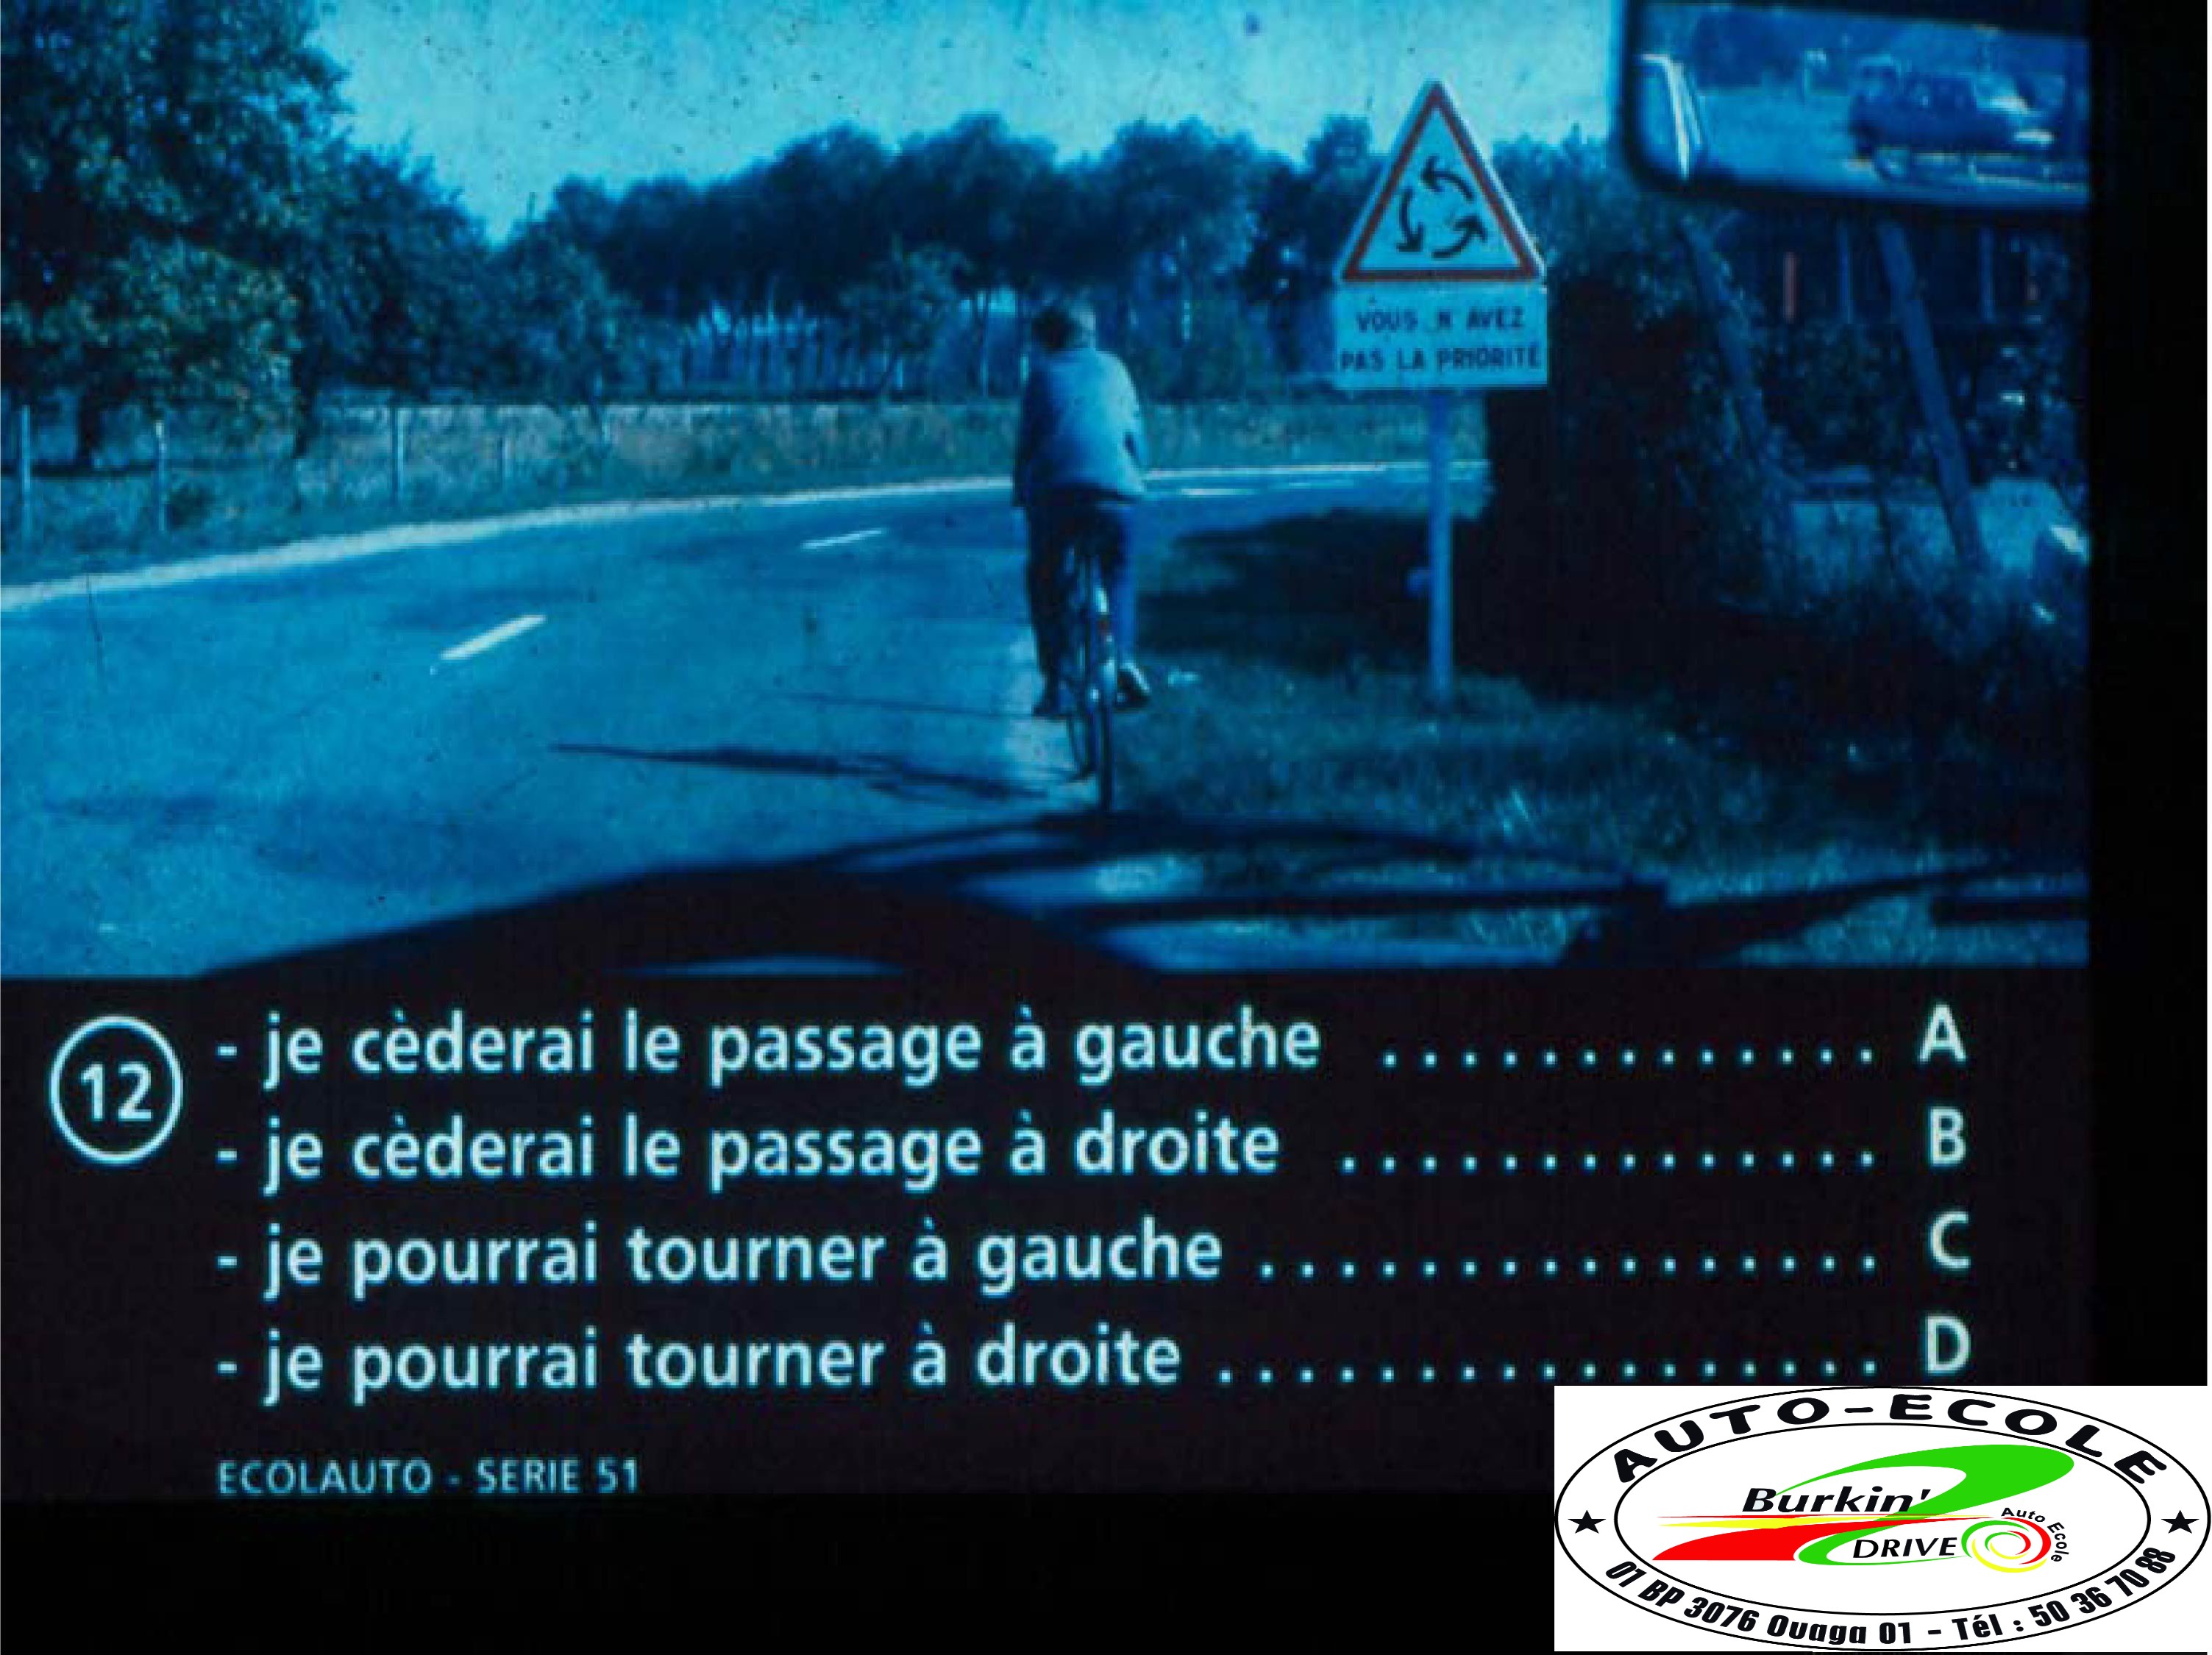 VOUS N'AVEZ
PAS LA PRIORITÉ
12
- je cèderai le passage à gauche .............. A
- je cèderai le passage à droite .............. B
- je pourrai tourner à gauche ................ C
- je pourrai tourner à droite ................. D
ECOLAUTO - SERIE 51
AUTO-ECOLE
Burkin'
DRIVE
Auto Ecole
01 BP 3076 Ouaga 01 - Tél : 50 36 70 88